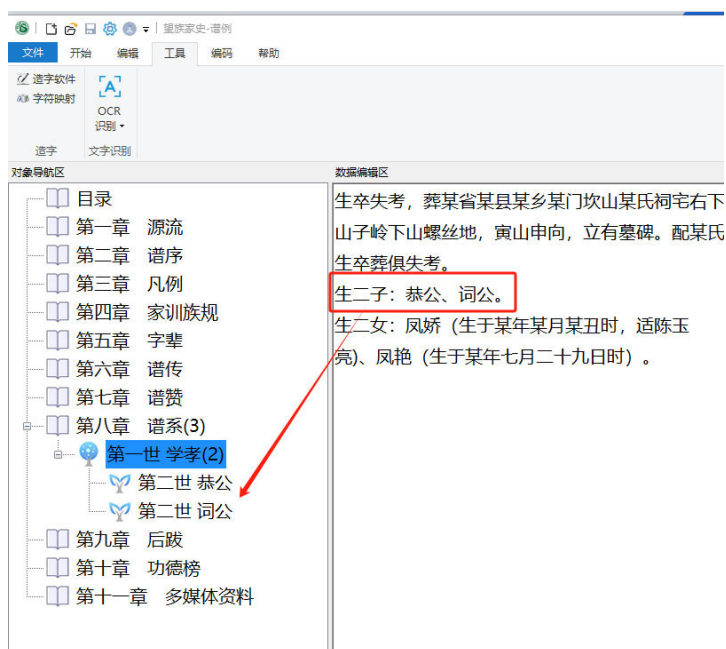 望族家史-谱例
文件 开始 编辑 工具 编码 帮助
造字软件
字符映射
OCR
识别
造字 文字识别
对象导航区 数据编辑区
目录
第一章 源流
第二章 谱序
第三章 凡例
第四章 家训族规
第五章 字辈
第六章 谱传
第七章 谱赞
第八章 谱系(3)
第一世 学孝(2)
第二世 恭公
第二世 词公
第九章 后跋
第十章 功德榜
第十一章 多媒体资料
生卒失考，葬某省某县某乡某门坎山某氏祠宅右下
山子岭下山螺丝地，寅山申向，立有墓碑。配某氏
生卒葬俱失考。
生二子：恭公、词公。
生二女：凤娇（生于某年某月某丑时，适陈玉
亮)、凤艳（生于某年七月二十九日时）。